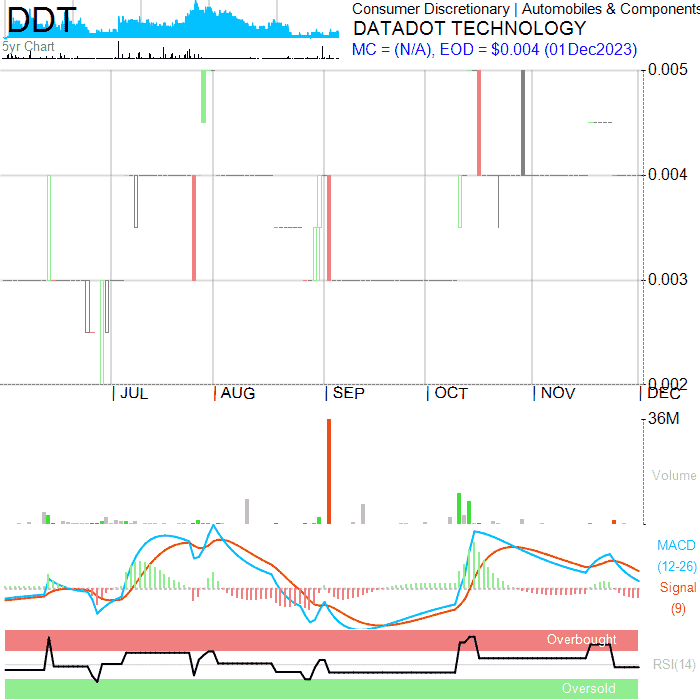 DDT
5yr Chart
Consumer Discretionary | Automobiles & Components
DATADOT TECHNOLOGY
MC = (N/A), EOD = $0.004 (01Dec2023)
0.005
0.004
0.003
0.002
JUL
AUG
SEP
OCT
NOV
DEC
36M
Volume
MACD
(12-26)
Signal
(9)
Overbought
RSI(14)
Oversold